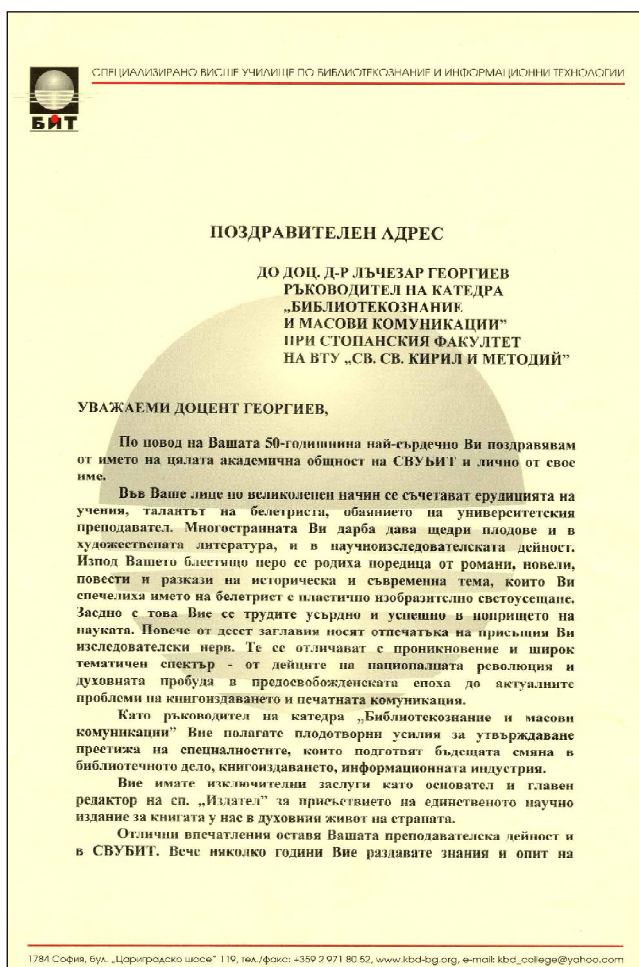 СПЕЦИАЛИЗИРАНО ВИСШЕ УЧИЛИЩЕ ПО БИБЛИОТЕКОЗНАНИЕ И ИНФОРМАЦИОННИ ТЕХНОЛОГИИ
БИТ
ПОЗДРАВИТЕЛЕН АДРЕС
ДО ДОЦ. Д-Р ЛЪЧЕЗАР ГЕОРГИЕВ
РЪКОВОДИТЕЛ НА КАТЕДРА
„БИБЛИОТЕКОЗНАНИЕ
И МАСОВИ КОМУНИКАЦИИ”
ПРИ СТОПАНСКИЯ ФАКУЛТЕТ
НА ВТУ „СВ. СВ. КИРИЛ И МЕТОДИЙ”
УВАЖАЕМИ ДОЦЕНТ ГЕОРГИЕВ,
По повод на Вашата 50-годишнина най-сърдечно Ви поздравявам
от името на цялата академична общност на СВУБИТ и лично от свое
име.
Във Ваше лице по великолепен начин се съчетават ерудицията на
учения, талантът на белетриста, обаянието на университетския
преподавател. Многостранната Ви дарба дава щедри плодове и в
художествената литература, и в научноизследователската дейност.
Изпод Вашето блестящо перо се родиха поредица от романи, новели,
повести и разкази на историческа и съвременна тема, които Ви
спечелиха името на белетрист с пластично изобразително светоусещане.
Заедно с това Вие се трудите усърдно и успешно в попрището на
науката. Повече от десет заглавия носят отпечатъка на присъщия Ви
изследователски нерв. Те се отличават с проникновение и широк
тематичен спектър - от дейците на националната революция и
духовната пробуда в предосвобожденската епоха до актуалните
проблеми на книгоиздаването и печатната комуникация.
Като ръководител на катедра „Библиотекознание и масови
комуникации” Вие полагате плодотворни усилия за утвърждаване
престижа на специалностите, които подготвят бъдещата смяна в
библиотечното дело, книгоиздаването, информационната индустрия.
Вие имате изключителни заслуги като основател и главен
редактор на сп. „Издател” за присъствието на единственото научно
издание за книгата у нас в духовния живот на страната.
Отлични впечатления оставя Вашата преподавателска дейност и
в СВУБИТ. Вече няколко години Вие раздавате знания и опит на
1784 София, бул. „Цариградско шосе” 119, тел./факс: +359 2 971 80 52, www.kbd-bg.org, e-mail: kbd_college@yahoo.com